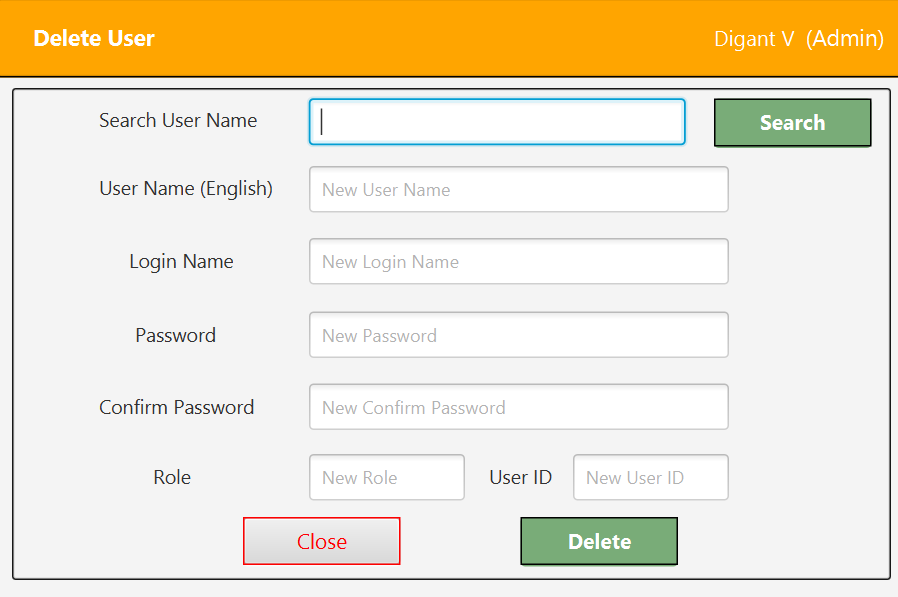 Delete User
Digant V (Admin)
Search User Name
Search
User Name (English)
New User Name
Login Name
New Login Name
Password
New Password
Confirm Password
New Confirm Password
Role
New Role
User ID
New User ID
Close
Delete